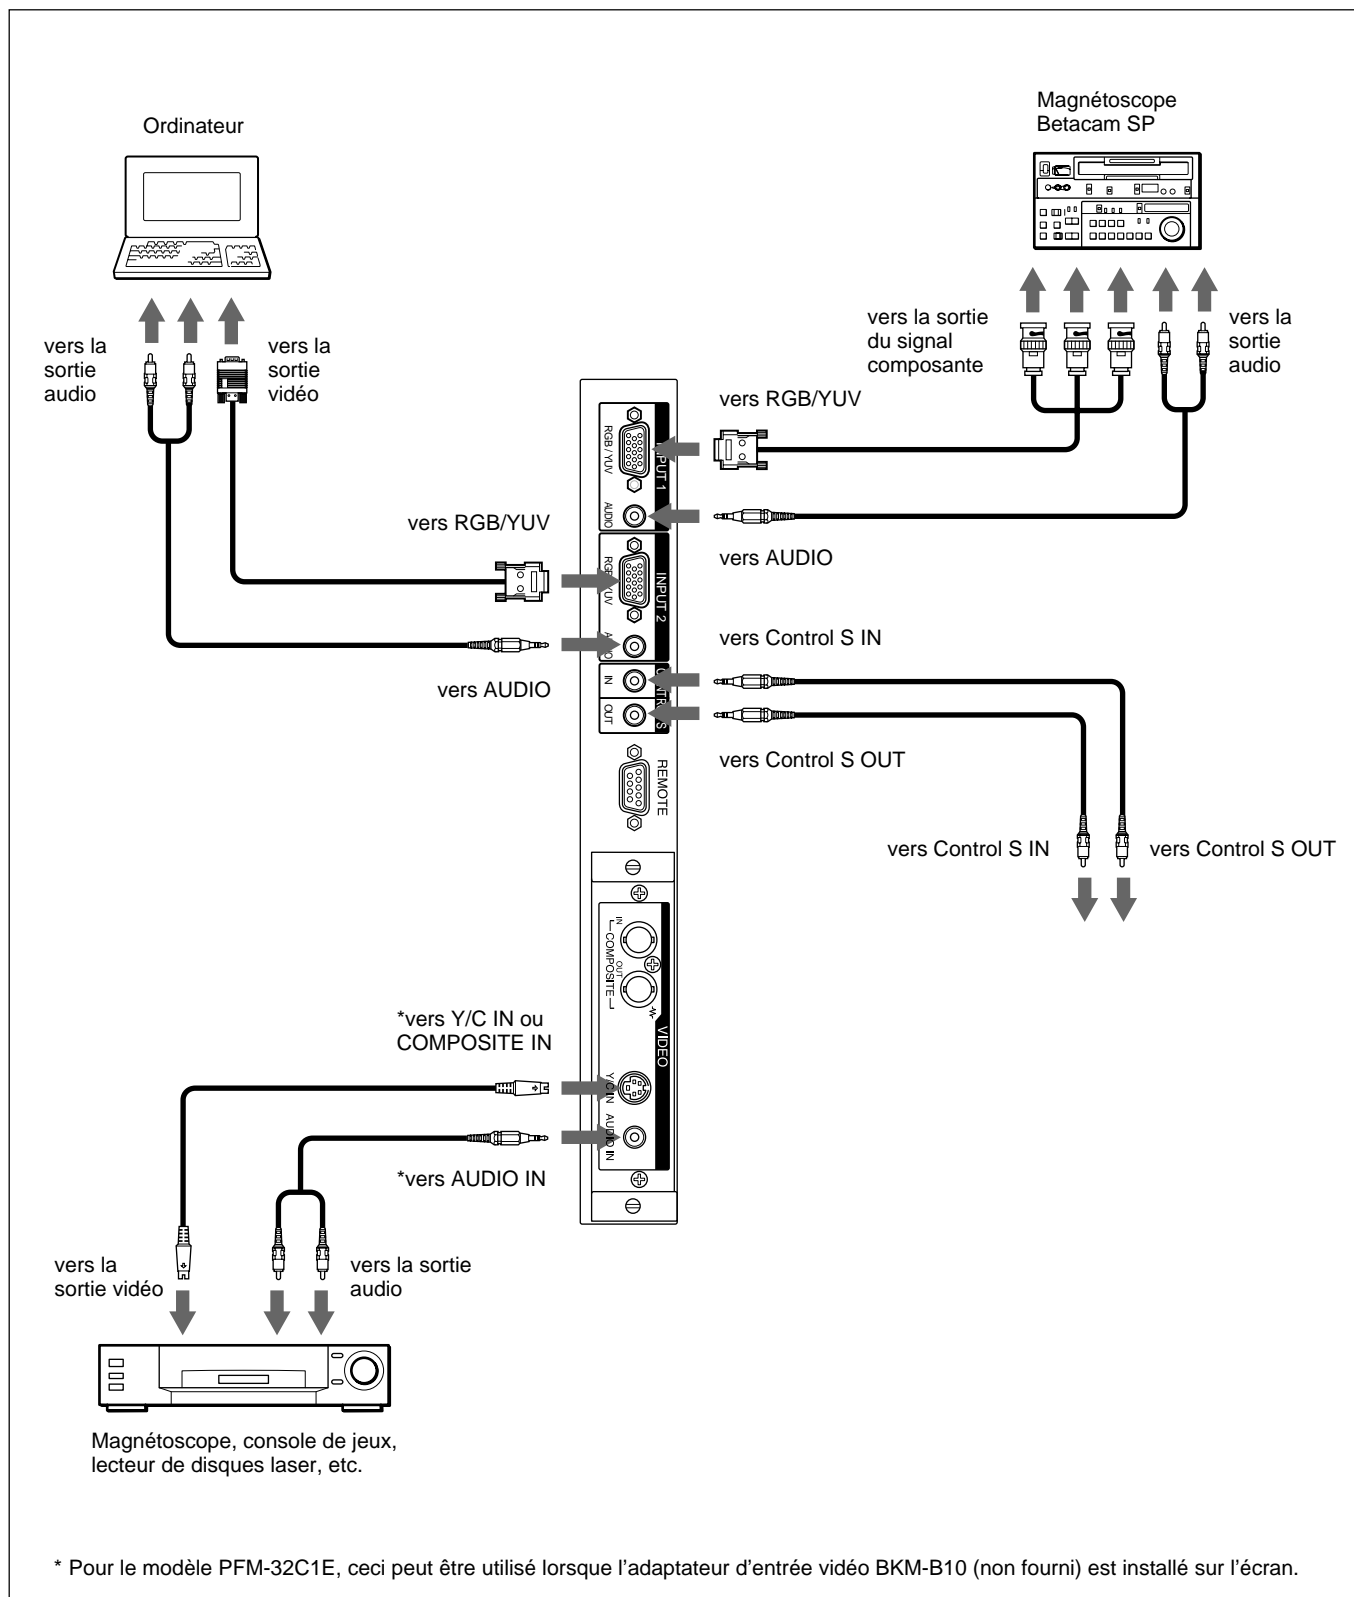 Magnétoscope
Betacam SP
Ordinateur
vers la
sortie
audio
vers la
sortie
vidéo
vers la sortie
du signal
composante
vers la
sortie
audio
vers RGB/YUV
RGB / YUV
INPUT 1
AUDIO
vers RGB/YUV
vers AUDIO
RGB / YUV
INPUT 2
AUDIO
vers AUDIO
vers Control S IN
IN
CONTROL S
OUT
vers Control S OUT
REMOTE
vers Control S IN
vers Control S OUT
IN
COMPOSITE
OUT
VIDEO
*vers Y/C IN ou
COMPOSITE IN
Y/C IN
AUDIO IN
*vers AUDIO IN
vers la
sortie vidéo
vers la sortie
audio
Magnétoscope, console de jeux,
lecteur de disques laser, etc.
* Pour le modèle PFM-32C1E, ceci peut être utilisé lorsque l’adaptateur d’entrée vidéo BKM-B10 (non fourni) est installé sur l’écran.